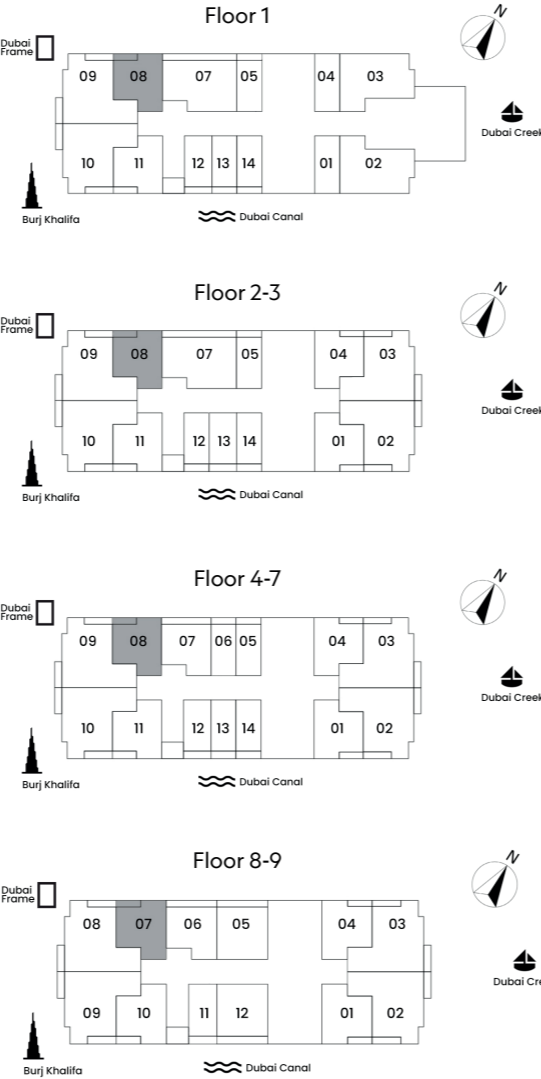 Floor 1
N
Dubai
Frame
09 08 07 05 04 03
Dubai Creek
10 11 12 13 14 01 02
Burj Khalifa
Dubai Canal
Floor 2-3
N
Dubai
Frame
09 08 07 05 04 03
Dubai Creek
10 11 12 13 14 01 02
Burj Khalifa
Dubai Canal
Floor 4-7
N
Dubai
Frame
09 08 07 06 05 04 03
Dubai Creek
10 11 12 13 14 01 02
Burj Khalifa
Dubai Canal
Floor 8-9
N
Dubai
Frame
08 07 06 05 04 03
Dubai Cre
09 10 11 12 01 02
Burj Khalifa
Dubai Canal